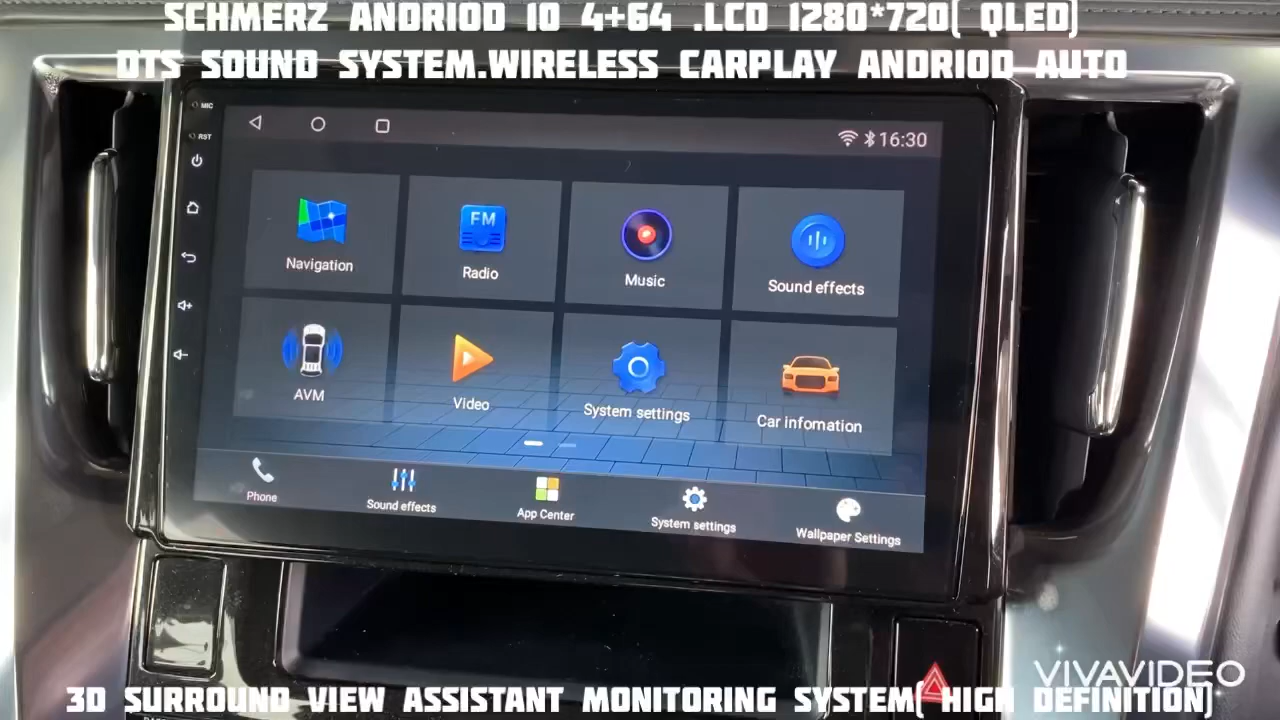 SCHMERZ ANDRIOD 10 4+64 .LCD 1280*720( QLED)
DTS SOUND SYSTEM.WIRELESS CARPLAY ANDRIOD AUTO
MIC
RST
16:30
Navigation
FM
Radio
Music
Sound effects
AVM
Video
System settings
Car infomation
Phone
Sound effects
App Center
System settings
Wallpaper Settings
VIVAVIDEO
3D SURROUND VIEW ASSISTANT MONITORING SYSTEM( HIGH DEFINITION)